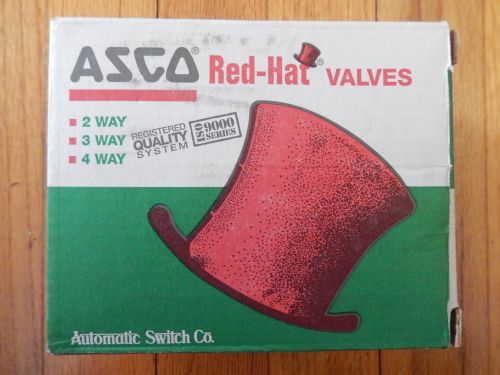 ASCO® Red-Hat® VALVES
2 WAY
3 WAY
4 WAY
REGISTERED
QUALITY
SYSTEM
ISO
9000
SERIES
Automatic Switch Co.